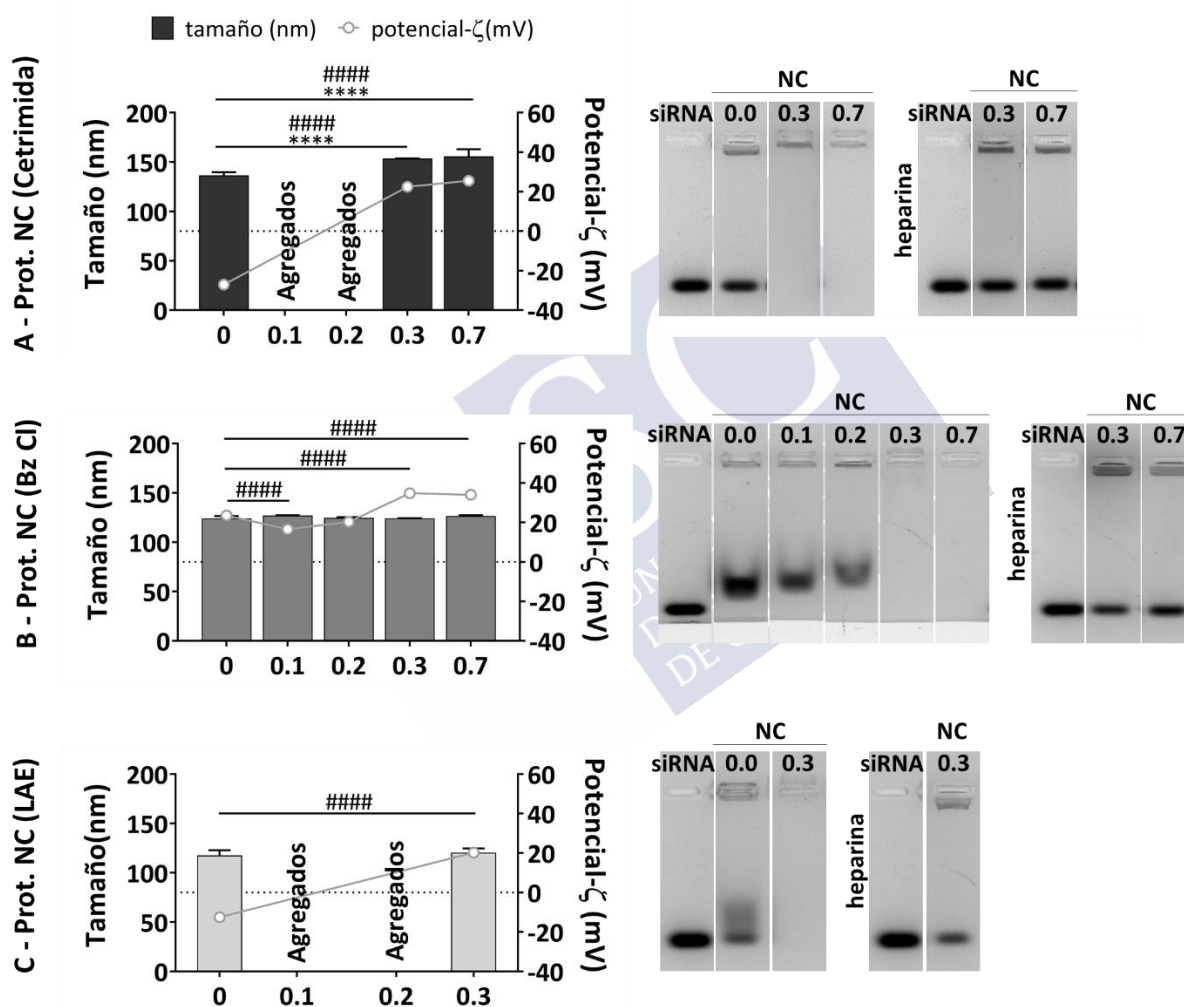 tamaño (nm) potencial-ζ(mV)
A - Prot. NC (Cetrimida)
Tamaño (nm)
200
150
100
50
0
####
****
####
****
Agregados
Agregados
0 0.1 0.2 0.3 0.7
60
40
20
0
-20
-40
Potencial-ζ (mV)
NC
siRNA 0.0 0.3 0.7
heparina
NC
siRNA 0.3 0.7
B - Prot. NC (Bz Cl)
Tamaño (nm)
200
150
100
50
0
####
####
####
0 0.1 0.2 0.3 0.7
60
40
20
0
-20
-40
Potencial-ζ (mV)
NC
siRNA 0.0 0.1 0.2 0.3 0.7
heparina
NC
siRNA 0.3 0.7
C - Prot. NC (LAE)
Tamaño(nm)
200
150
100
50
0
####
Agregados
Agregados
0 0.1 0.2 0.3
60
40
20
0
-20
-40
Potencial-ζ (mV)
NC
siRNA 0.0 0.3
heparina
NC
siRNA 0.3